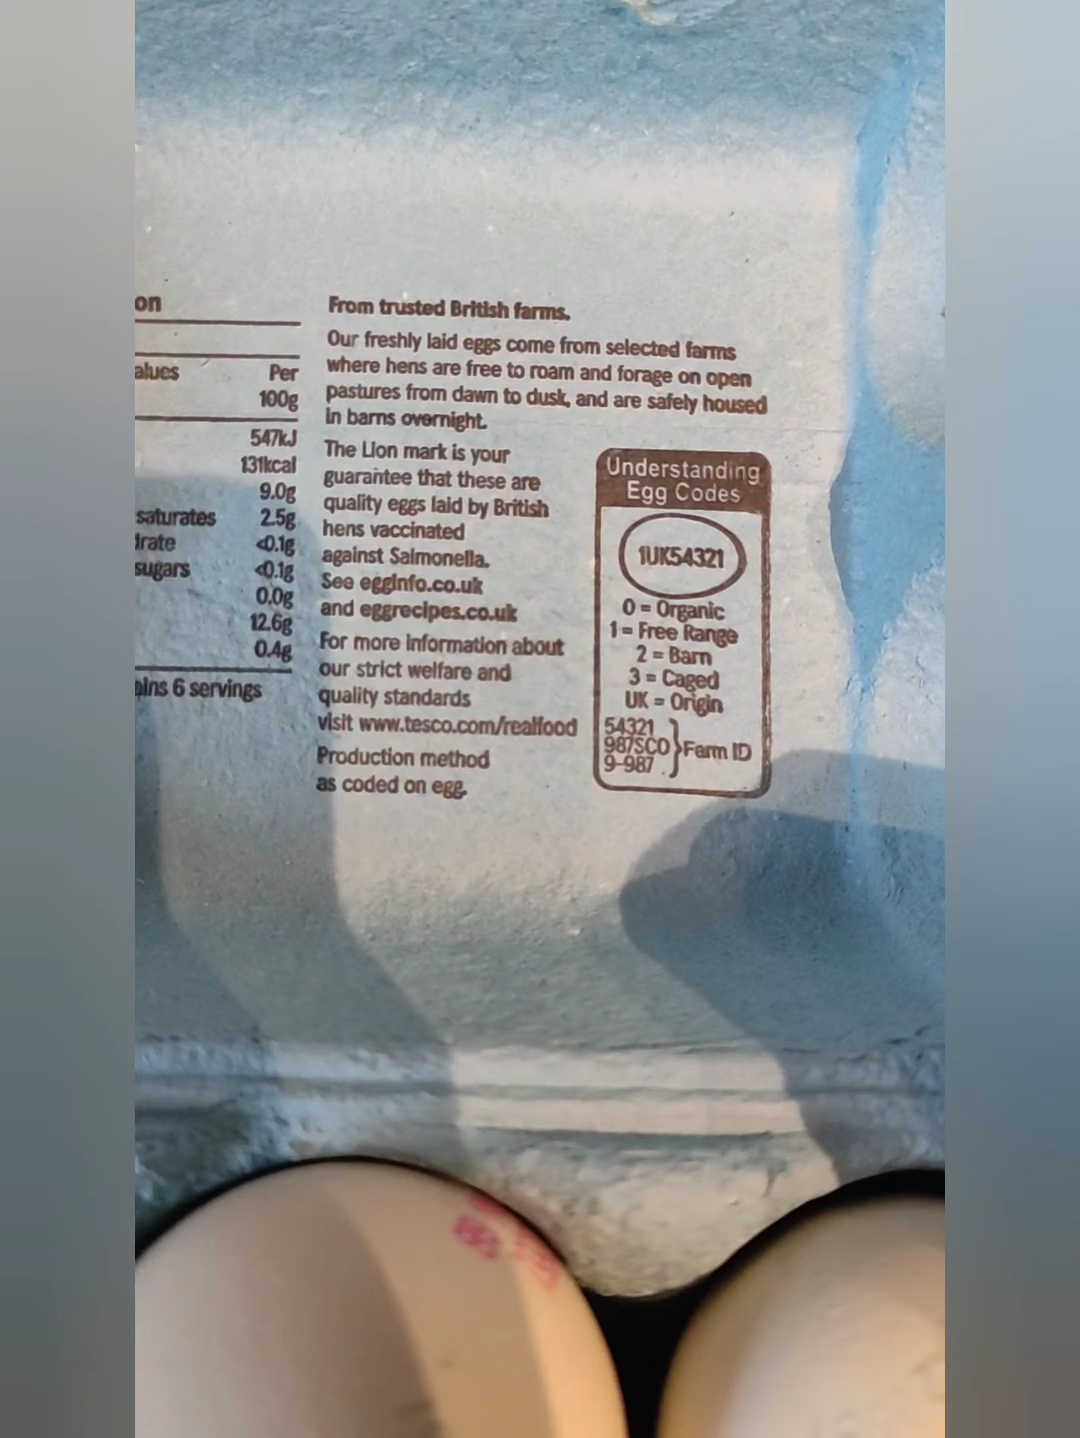 on
alues Per
100g
547kJ
131kcal
9.0g
saturates 2.5g
drate <0.1g
sugars <0.1g
0.0g
12.6g
0.4g
ains 6 servings
From trusted British farms.
Our freshly laid eggs come from selected farms
where hens are free to roam and forage on open
pastures from dawn to dusk, and are safely housed
in barns overnight.
The Lion mark is your
guarantee that these are
quality eggs laid by British
hens vaccinated
against Salmonella.
See egginfo.co.uk
and eggrecipes.co.uk
For more information about
our strict welfare and
quality standards
visit www.tesco.com/realfood
Production method
as coded on egg.
Understanding
Egg Codes
1UK54321
0 = Organic
1 = Free Range
2 = Barn
3 = Caged
UK = Origin
54321
987SCO } Farm ID
9-987